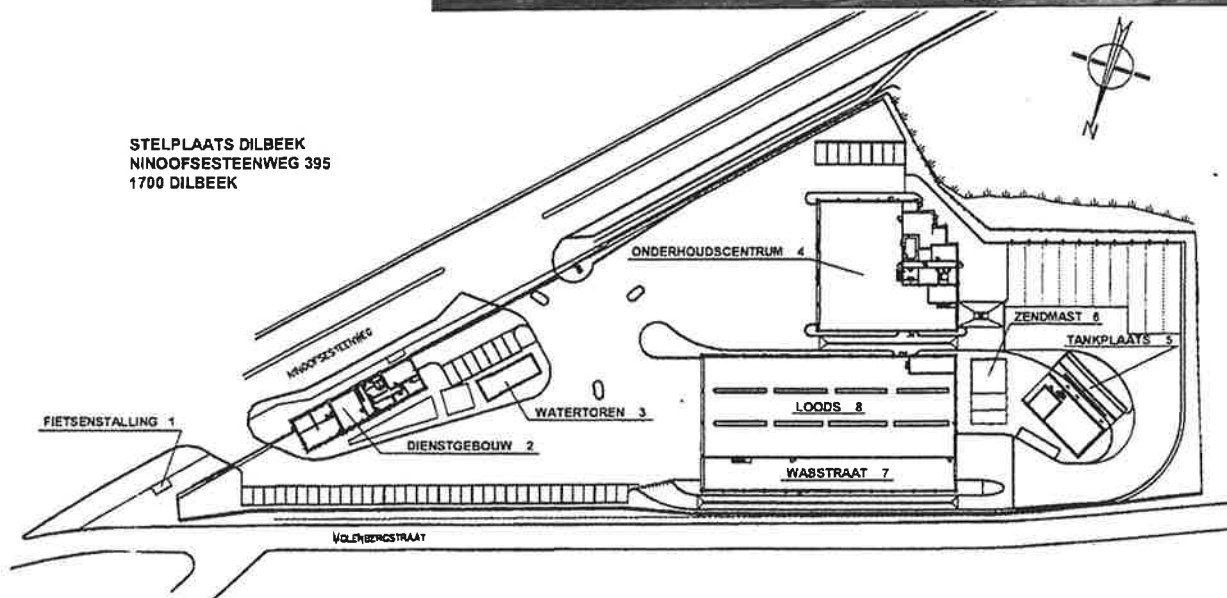 STELPLAATS DILBEEK
NINOOFSESTEENWEG 395
1700 DILBEEK
N
ONDERHOUDSCENTRUM 4
ZENDMAST 6
TANKPLAATS 5
NINOOFSESTEENWEG
WATERTOREN 3
LOODS 8
FIETSENSTALLING 1
DIENSTGEBOUW 2
WASSTRAAT 7
MOLENBERGSTRAAT